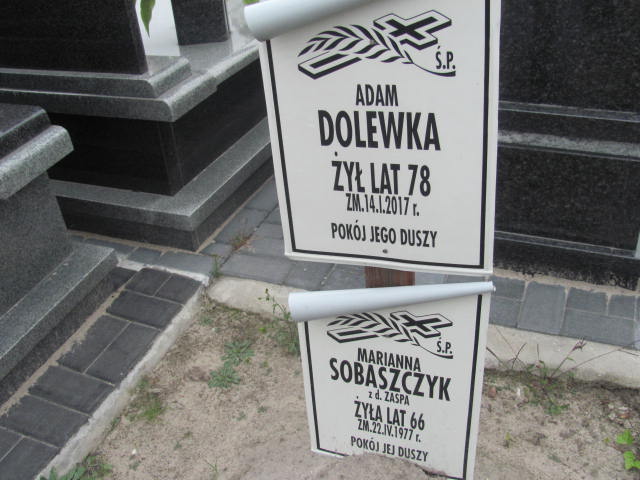 Ś.P.
ADAM
DOLEWKA
ŻYŁ LAT 78
ZM.14.I.2017 r.
POKÓJ JEGO DUSZY
Ś.P.
MARIANNA
SOBASZCZYK
z d. ZASPA
ŻYŁA LAT 66
ZM.22.IV.1977 r.
POKÓJ JEJ DUSZY